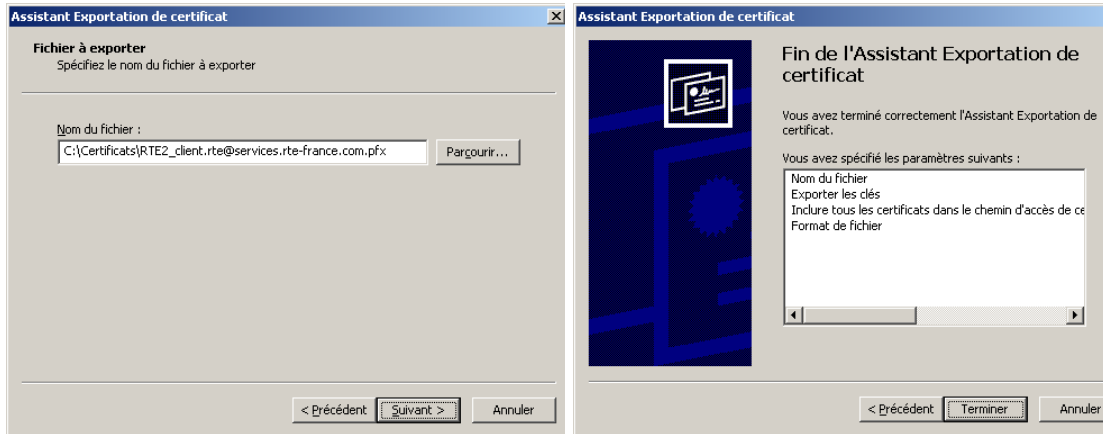 Assistant Exportation de certificat
Fichier à exporter
Spécifiez le nom du fichier à exporter
Nom du fichier :
C:\Certificats\RTE2_client.rte@services.rte-france.com.pfx
Parcourir...
< Précédent
Suivant >
Annuler
Assistant Exportation de certificat
Fin de l'Assistant Exportation de
certificat
Vous avez terminé correctement l'Assistant Exportation de
certificat.
Vous avez spécifié les paramètres suivants :
Nom du fichier
Exporter les clés
Inclure tous les certificats dans le chemin d'accès de ce
Format de fichier
< Précédent
Terminer
Annuler